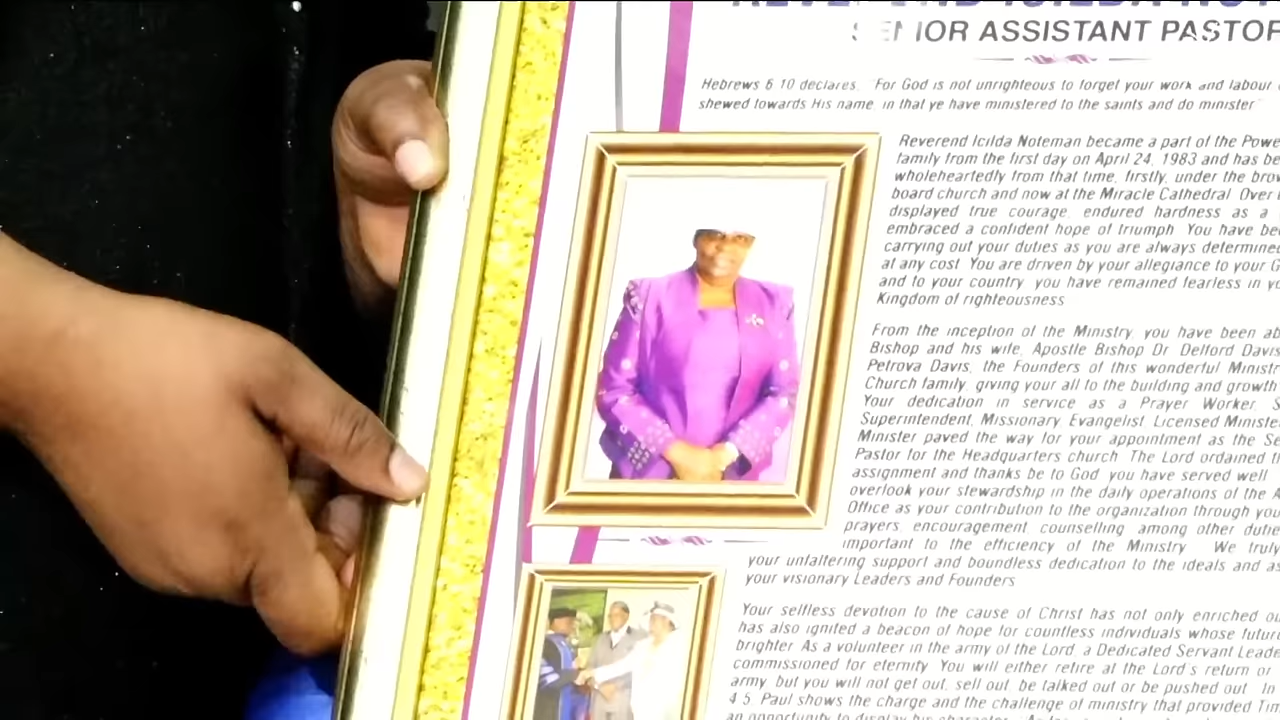 SENIOR ASSISTANT PASTOR
Hebrews 6 10 declares, "For God is not unrighteous to forget your work and labour
shewed towards His name, in that ye have ministered to the saints and do minister"
Reverend Icilda Noteman became a part of the
family from the first day on April 24, 1983 and has
wholeheartedly from that time, firstly, under the
board church and now at the Miracle Cathedral Over
displayed true courage, endured hardness as a
embraced a confident hope of triumph You have
carrying out your duties as you are always
at any cost You are driven by your allegiance to your
and to your country, you have remained fearless in
Kingdom of righteousness
From the inception of the Ministry, you have been
Bishop and his wife, Apostle Bishop Dr Delford
Petrova Davis, the Founders of this wonderful
Church family, giving your all to the building and
Your dedication in service as a Prayer Worker,
Superintendent, Missionary, Evangelist Licensed
Minister paved the way for your appointment as the
Pastor for the Headquarters church The Lord ordained
assignment and thanks be to God, you have served well
overlook your stewardship in the daily operations of the
Office as your contribution to the organization through
prayers, encouragement, counselling among other
important to the efficiency of the Ministry We truly
your unfaltering support and boundless dedication to the ideals and
your visionary Leaders and Founders
Your selfless devotion to the cause of Christ has not only enriched
has also ignited a beacon of hope for countless individuals whose
brighter As a volunteer in the army of the Lord, a Dedicated Servant
commissioned for eternity You will either retire at the Lord's return or
army, but you will not get out, sell out, be talked out or be pushed out In
4 5, Paul shows the charge and the challenge of ministry that provided
an opportunity to display his character